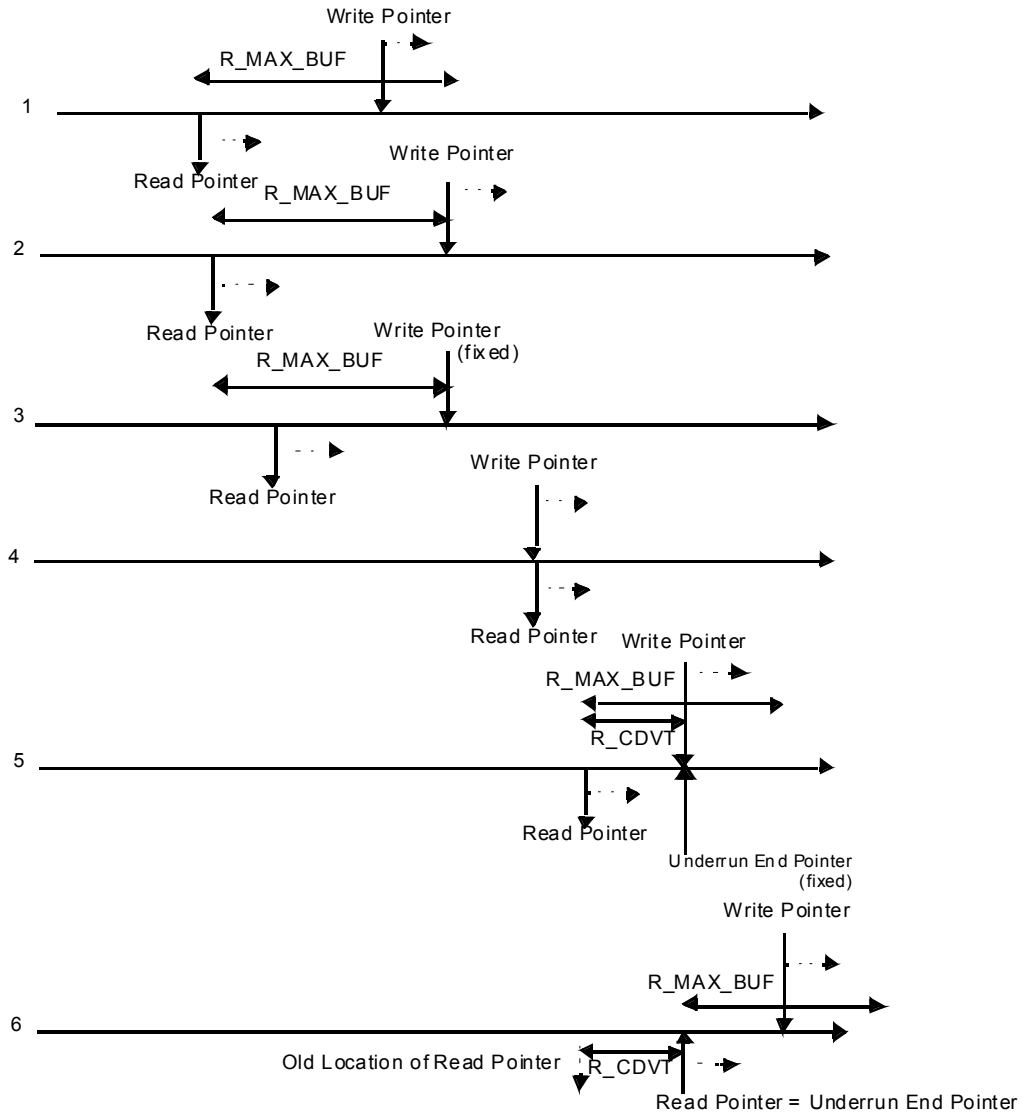 Write Pointer
R_MAX_BUF
1
Read Pointer
Write Pointer
R_MAX_BUF
2
Read Pointer
Write Pointer
(fixed)
R_MAX_BUF
3
Read Pointer
Write Pointer
4
Read Pointer
Write Pointer
R_MAX_BUF
R_CDVT
5
Read Pointer
Underrun End Pointer
(fixed)
Write Pointer
R_MAX_BUF
6
Old Location of Read Pointer
R_CDVT
Read Pointer = Underrun End Pointer